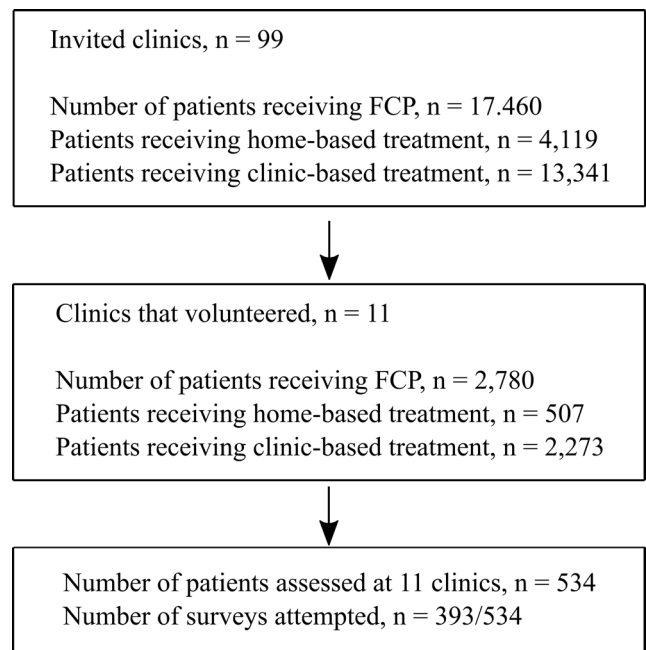 Invited clinics, n = 99
Number of patients receiving FCP, n = 17.460
Patients receiving home-based treatment, n = 4,119
Patients receiving clinic-based treatment, n = 13,341
Clinics that volunteered, n = 11
Number of patients receiving FCP, n = 2,780
Patients receiving home-based treatment, n = 507
Patients receiving clinic-based treatment, n = 2,273
Number of patients assessed at 11 clinics, n = 534
Number of surveys attempted, n = 393/534